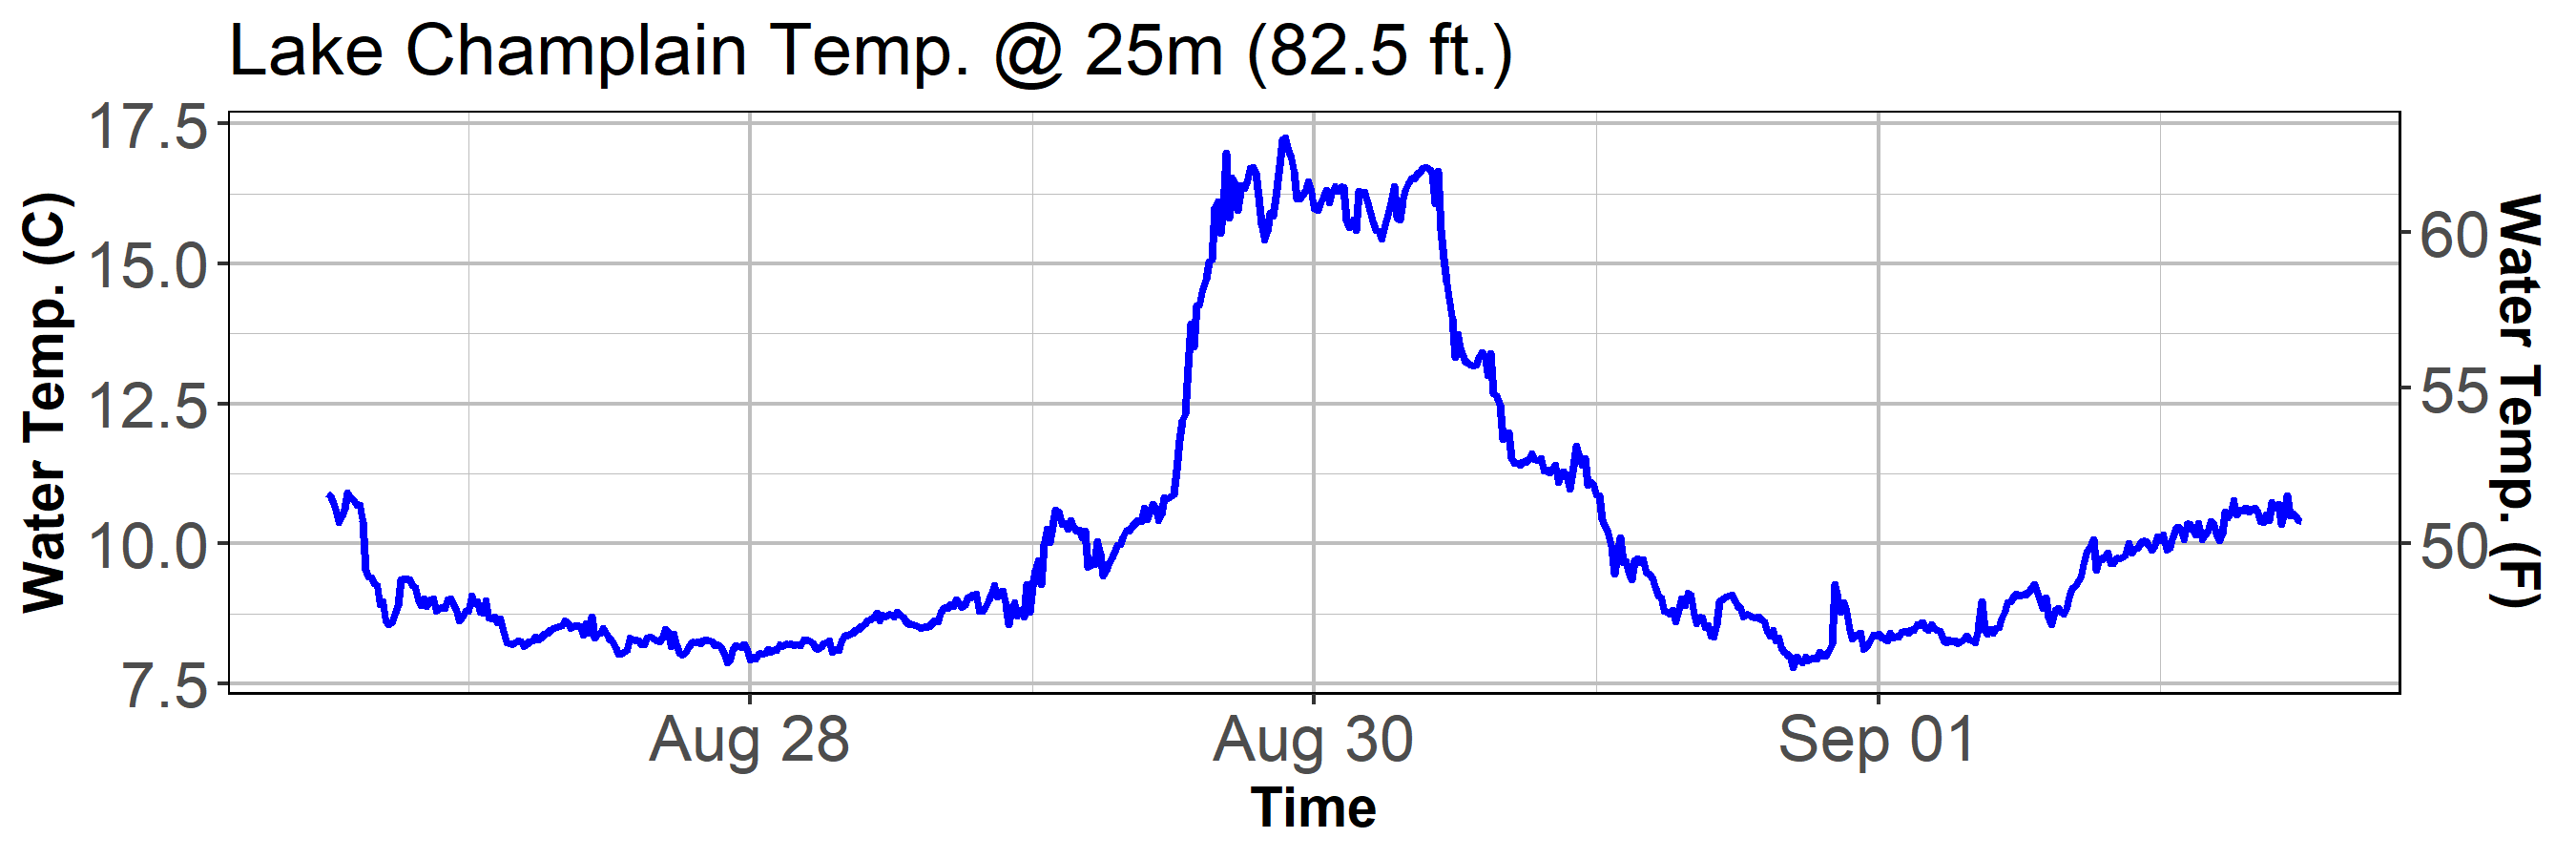 Lake Champlain Temp. @ 25m (82.5 ft.)
17.5
15.0
12.5
10.0
7.5
Water Temp. (C)
60
55
50
Water Temp. (F)
Aug 28
Aug 30
Sep 01
Time